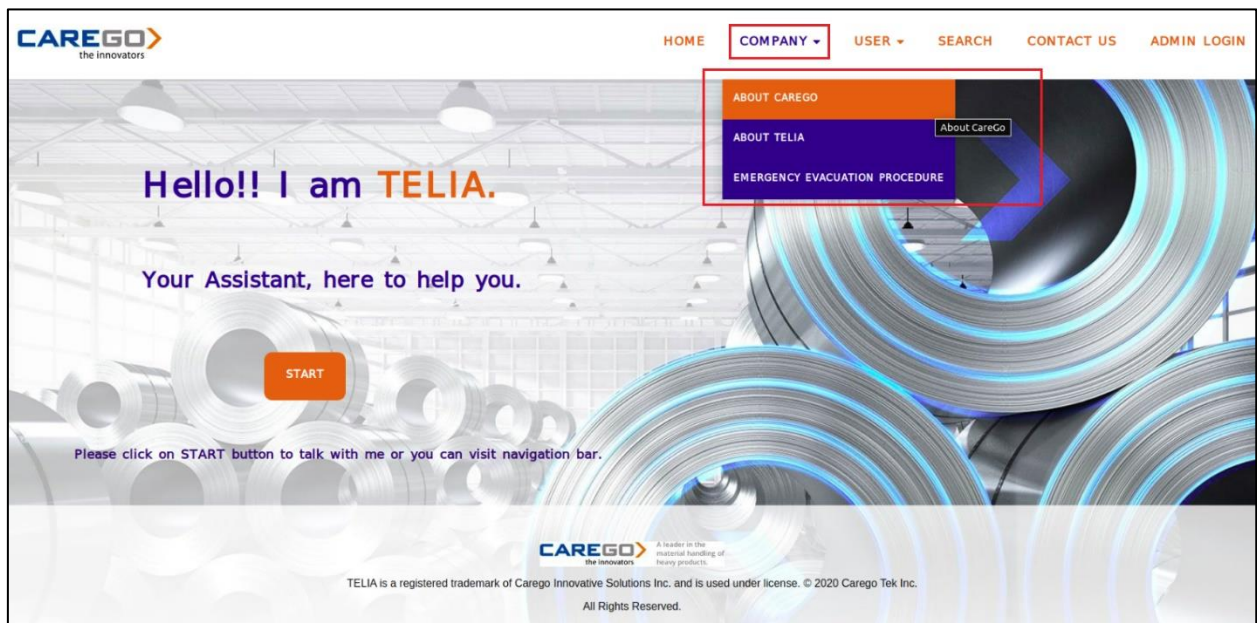 CAREGO
the innovators
HOME
COMPANY
USER
SEARCH
CONTACT US
ADMIN LOGIN
ABOUT CAREGO
About CareGo
ABOUT TELIA
EMERGENCY EVACUATION PROCEDURE
Hello!! I am TELIA.
Your Assistant, here to help you.
START
Please click on START button to talk with me or you can visit navigation bar.
CAREGO
the innovators
A leader in the
material handling of
heavy products.
TELIA is a registered trademark of Carego Innovative Solutions Inc. and is used under license. © 2020 Carego Tek Inc.
All Rights Reserved.